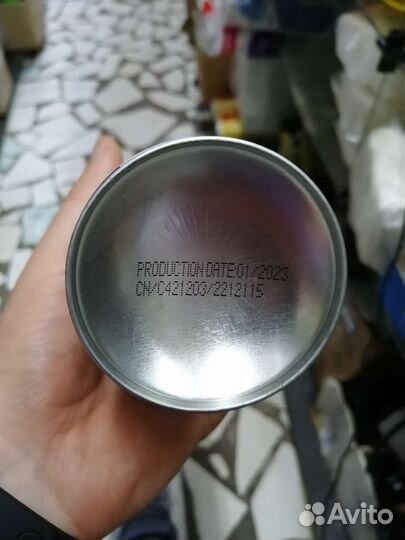 PRODUCTION DATE:01/2023
CN/C421203/2212115
Avito